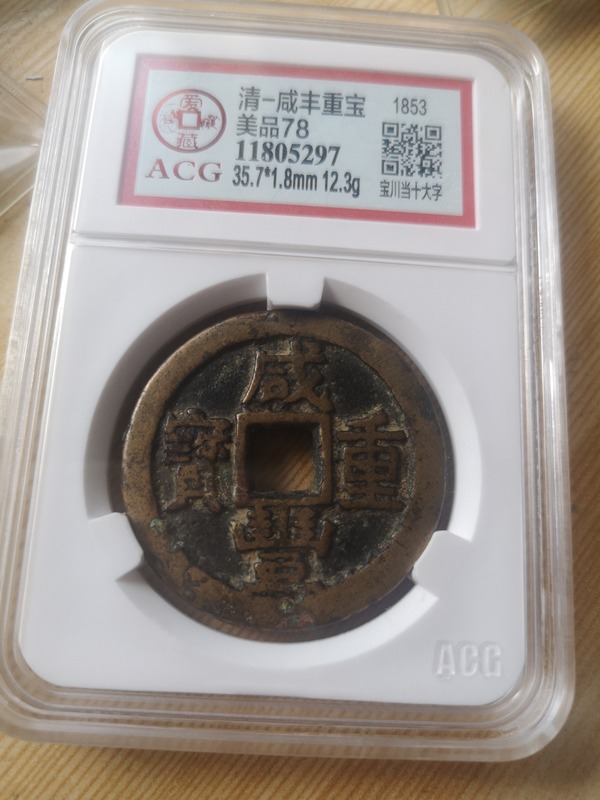 爱
藏
ACG
清-咸丰重宝
1853
美品78
11805297
35.7*1.8mm 12.3g
宝川当十大字
咸
豐
重
寶
ACG